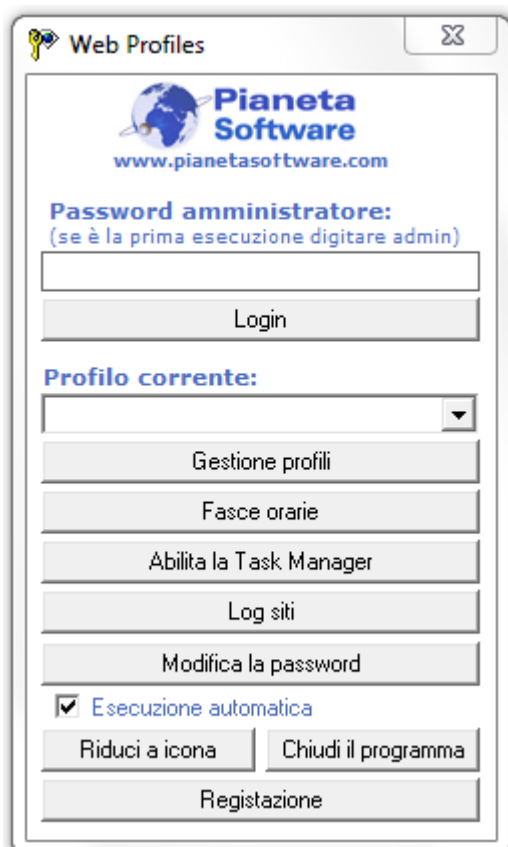 Web Profiles
Pianeta
Software
www.pianetasottware.com
Password amministratore:
(se è la prima esecuzione digitare admin)
Login
Profilo corrente:
Gestione profili
Fasce orarie
Abilita la Task Manager
Log siti
Modifica la password
Esecuzione automatica
Riduci a icona Chiudi il programma
Registazione